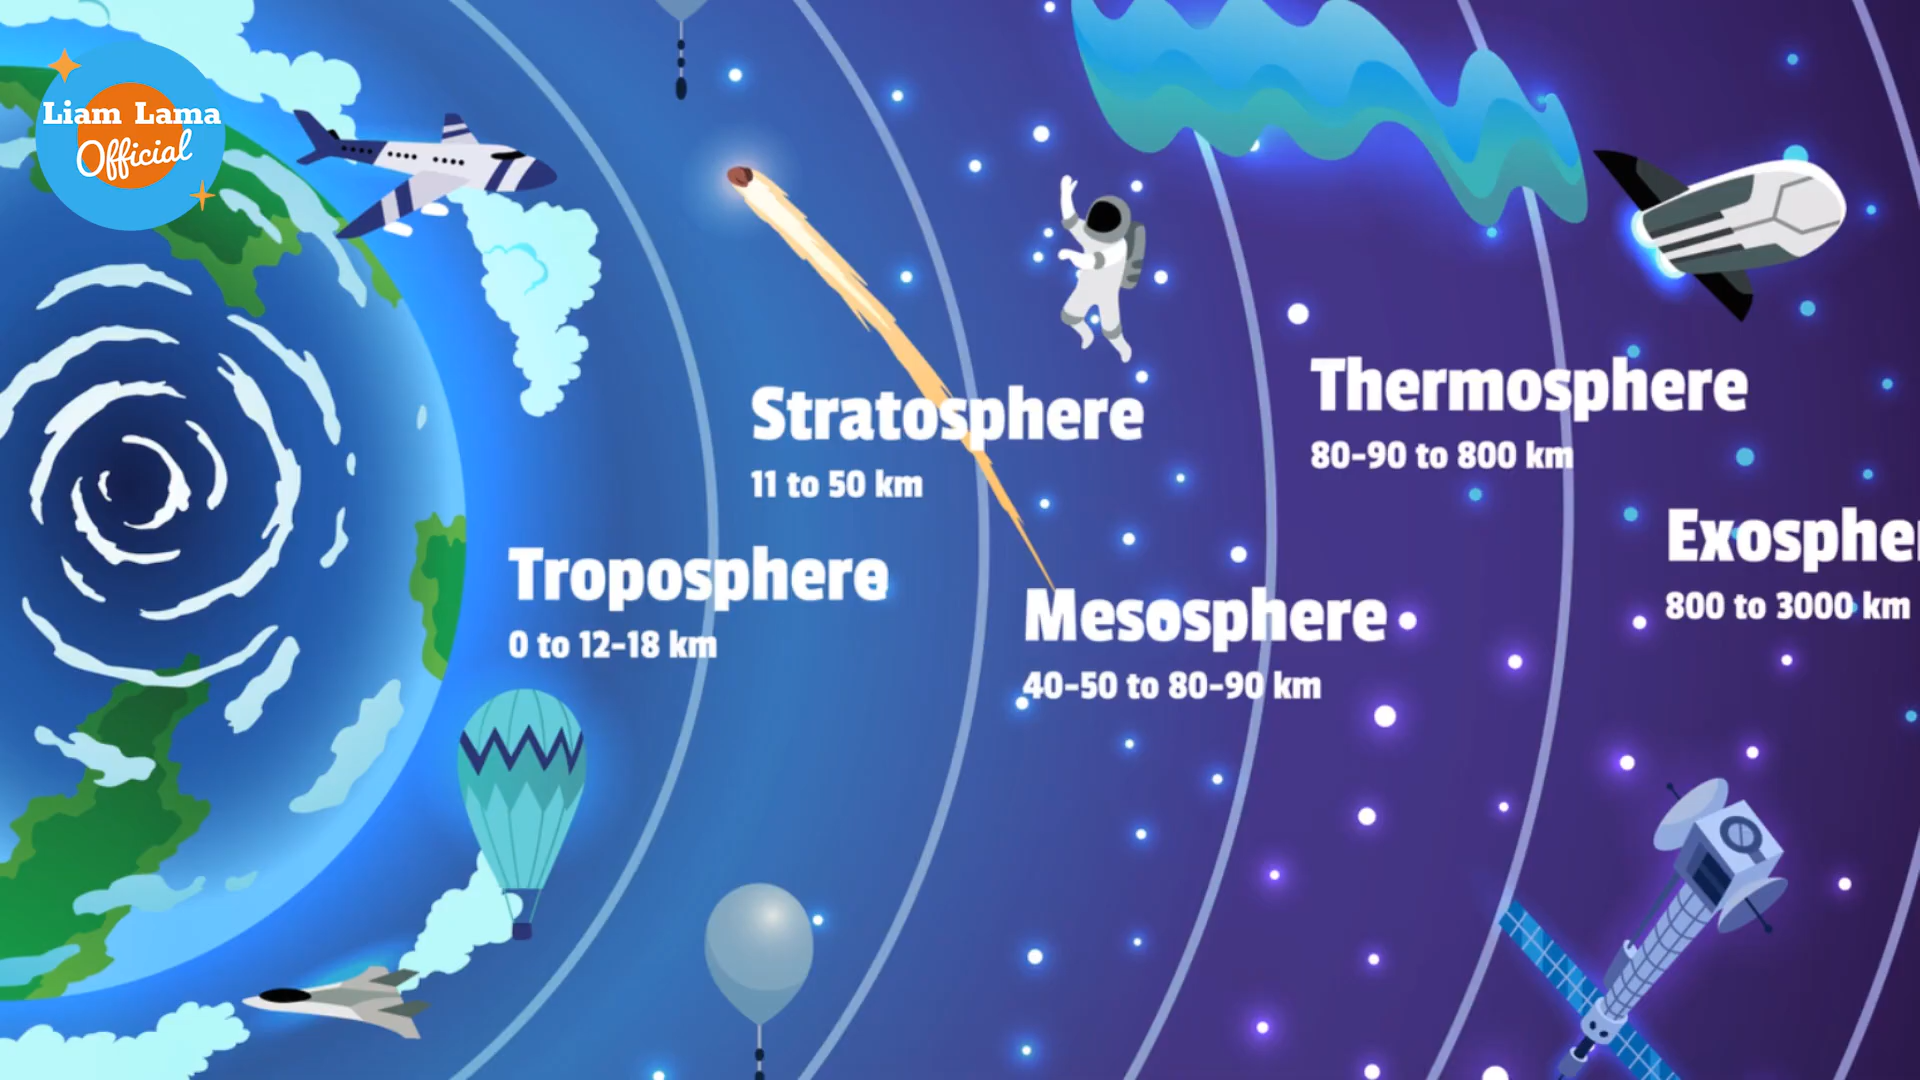 Liam Lama
Official
Troposphere
0 to 12-18 km
Stratosphere
11 to 50 km
Mesosphere
40-50 to 80-90 km
Thermosphere
80-90 to 800 km
Exospher
800 to 3000 km